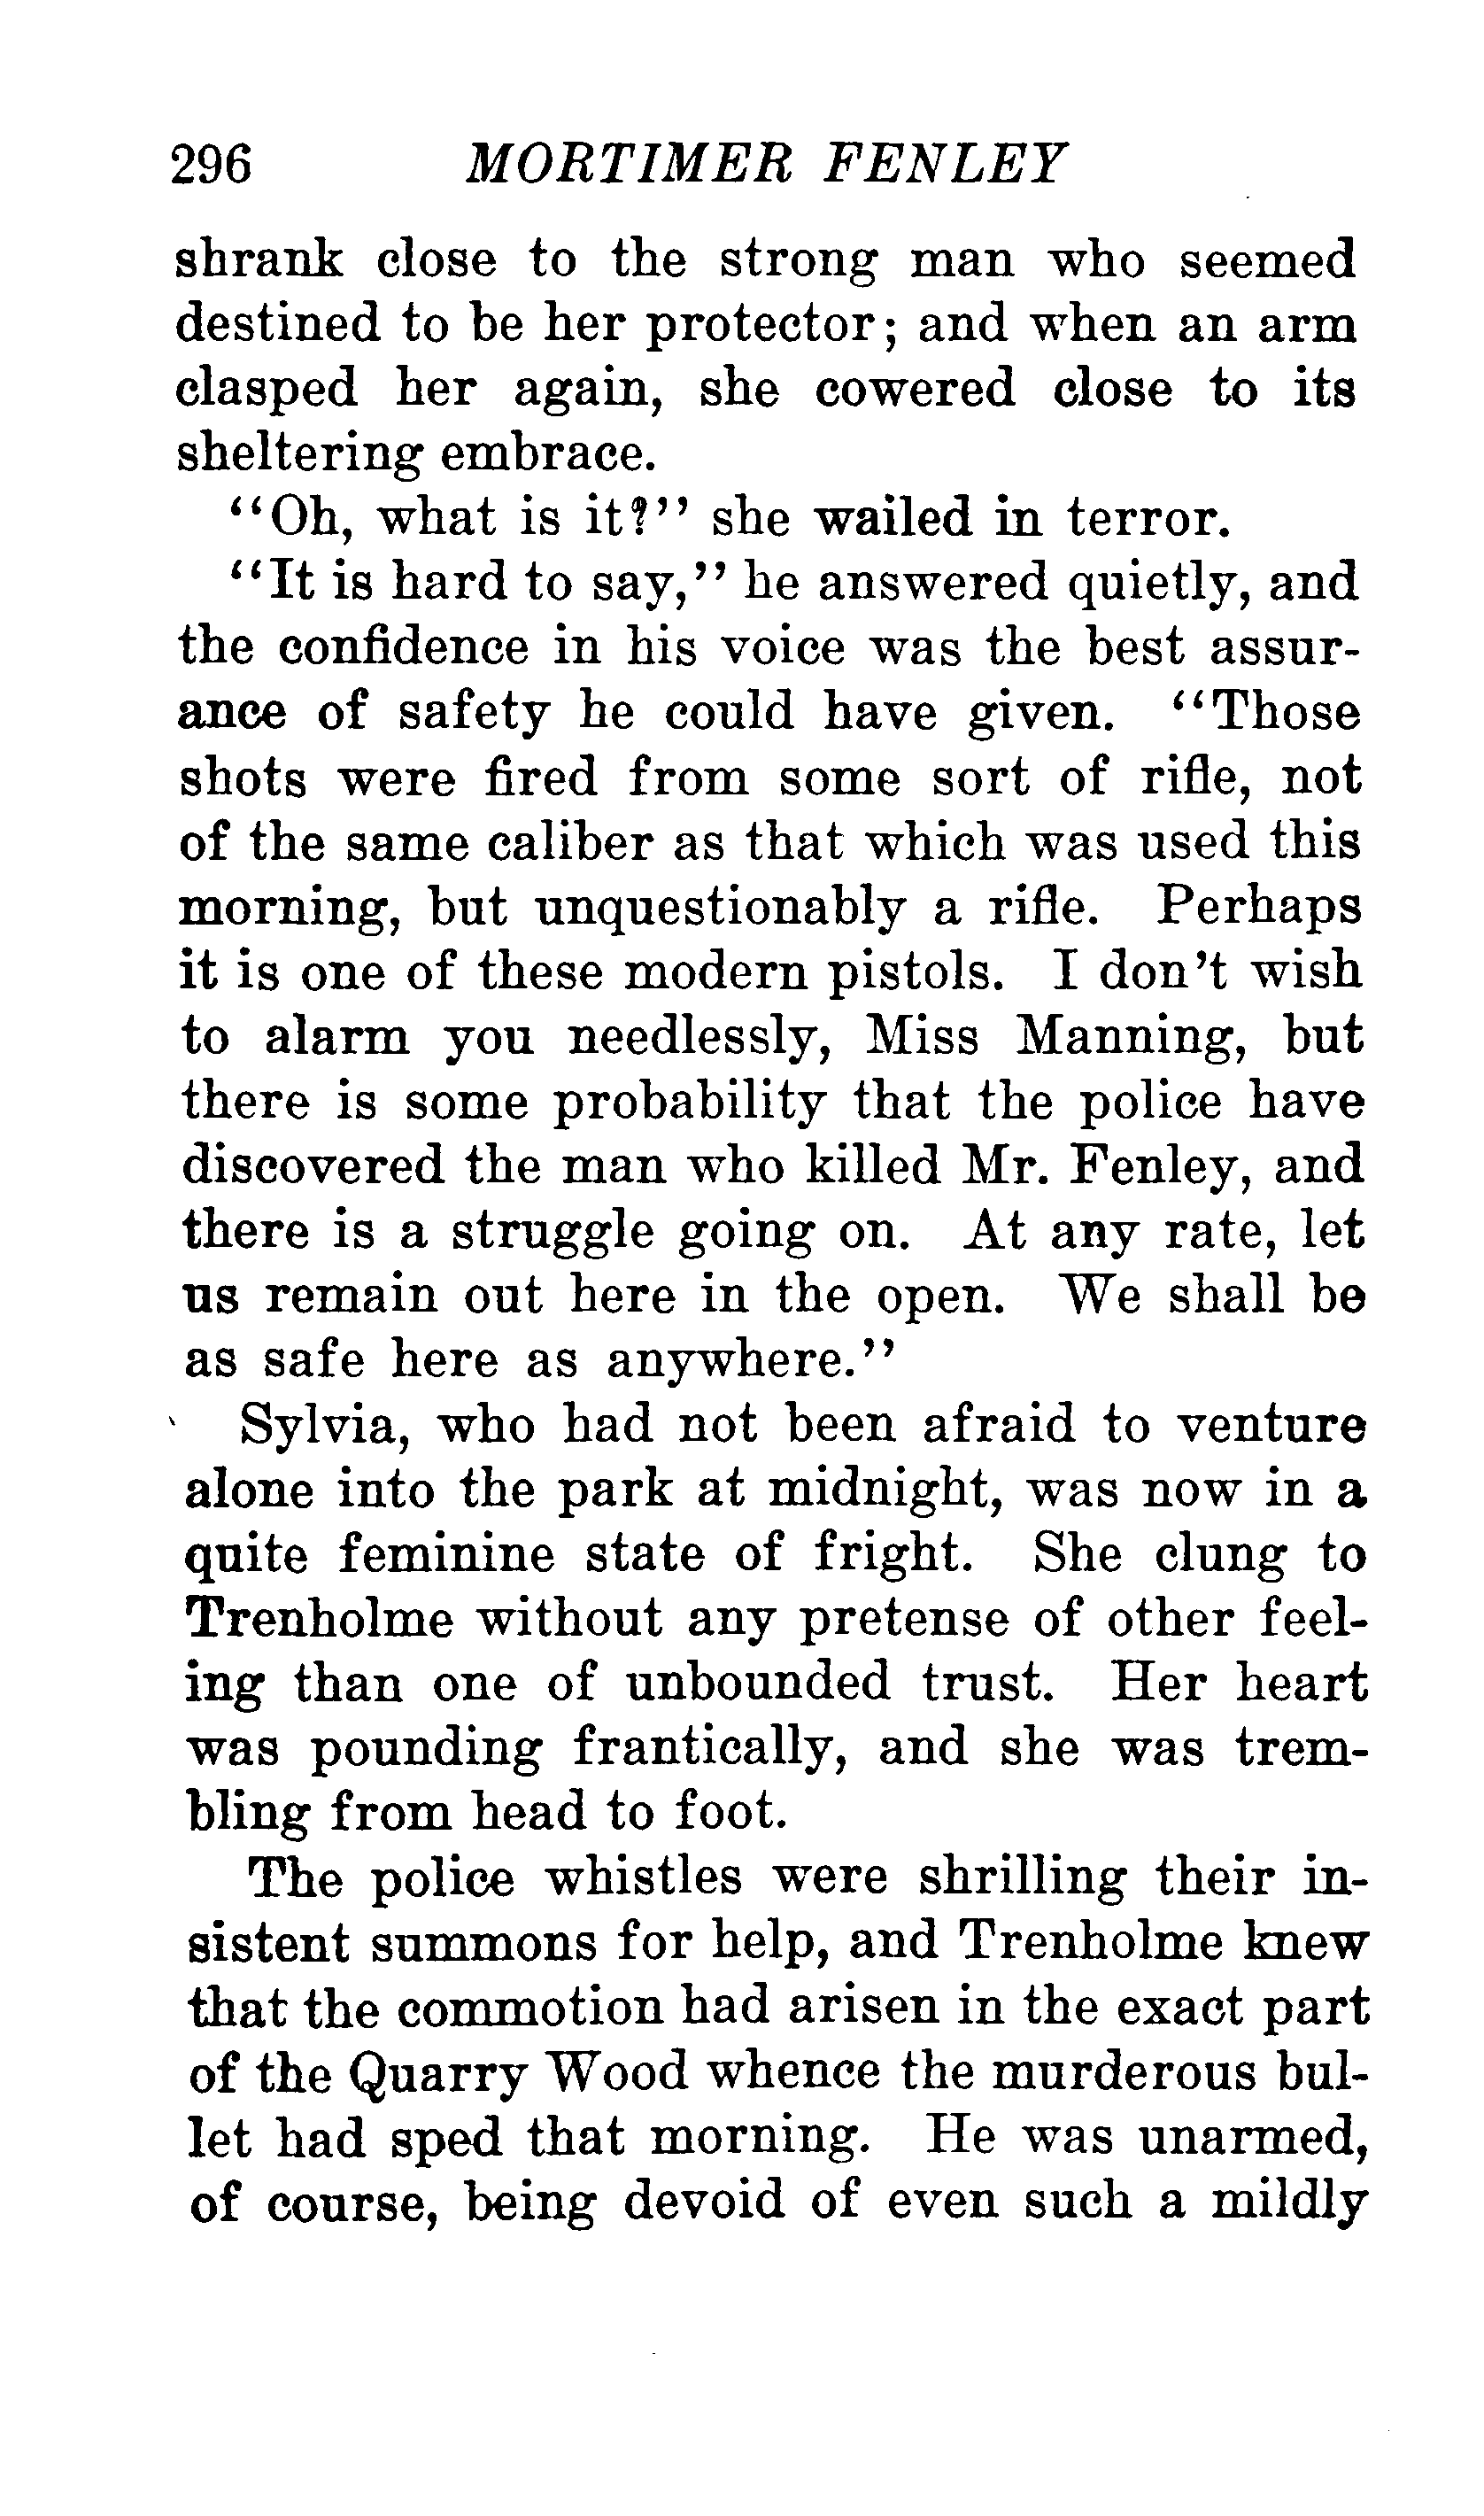 296 MORTIMER FENLEY
shrank close to the strong man who seemed
destined to be her protector; and when an arm
clasped her again, she cowered close to its
sheltering embrace.
"Oh, what is it?" she wailed in terror.
"It is hard to say," he answered quietly, and
the confidence in his voice was the best assur-
ance of safety he could have given. "Those
shots were fired from some sort of rifle, not
of the same caliber as that which was used this
morning, but unquestionably a rifle. Perhaps
it is one of these modern pistols. I don't wish
to alarm you needlessly, Miss Manning, but
there is some probability that the police have
discovered the man who killed Mr. Fenley, and
there is a struggle going on. At any rate, let
us remain out here in the open. We shall be
as safe here as anywhere."
Sylvia, who had not been afraid to venture
alone into the park at midnight, was now in a
quite feminine state of fright. She clung to
Trenholme without any pretense of other feel-
ing than one of unbounded trust. Her heart
was pounding frantically, and she was trem-
bling from head to foot.
The police whistles were shrilling their in-
sistent summons for help, and Trenholme knew
that the commotion had arisen in the exact part
of the Quarry Wood whence the murderous bul-
let had sped that morning. He was unarmed,
of course, being devoid of even such a mildly